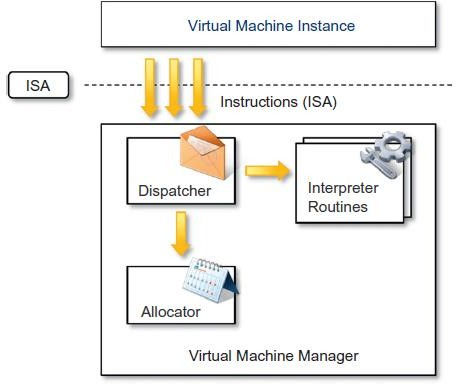 Virtual Machine Instance
ISA
Instructions (ISA)
Dispatcher
Interpreter
Routines
Allocator
Virtual Machine Manager